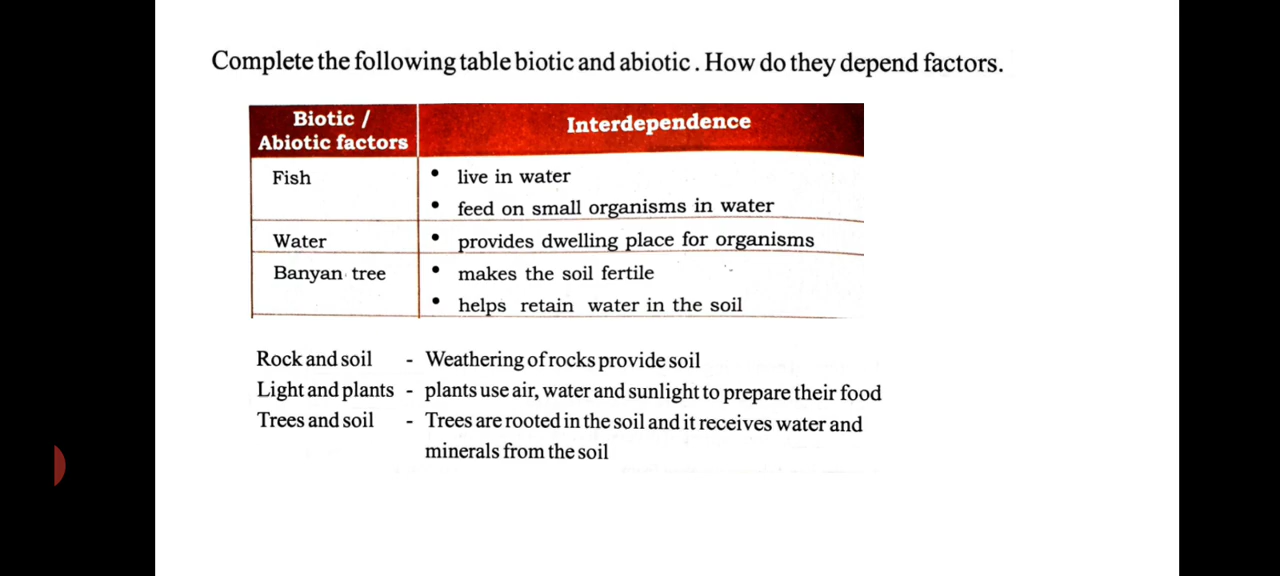 Complete the following table biotic and abiotic . How do they depend factors.
Biotic /
Abiotic factors
Interdependence
Fish
• live in water
• feed on small organisms in water
Water
• provides dwelling place for organisms
Banyan tree
• makes the soil fertile
• helps retain water in the soil
Rock and soil - Weathering of rocks provide soil
Light and plants - plants use air, water and sunlight to prepare their food
Trees and soil - Trees are rooted in the soil and it receives water and
minerals from the soil